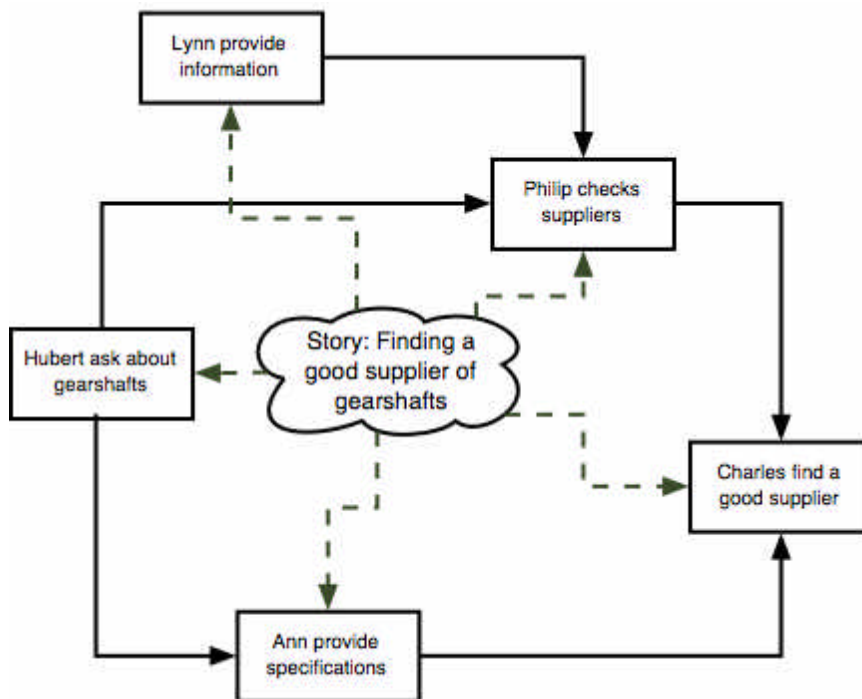 Lynn provide
information
Philip checks
suppliers
Story: Finding a
good supplier of
gearshafts
Hubert ask about
gearshafts
Charles find a
good supplier
Ann provide
specifications